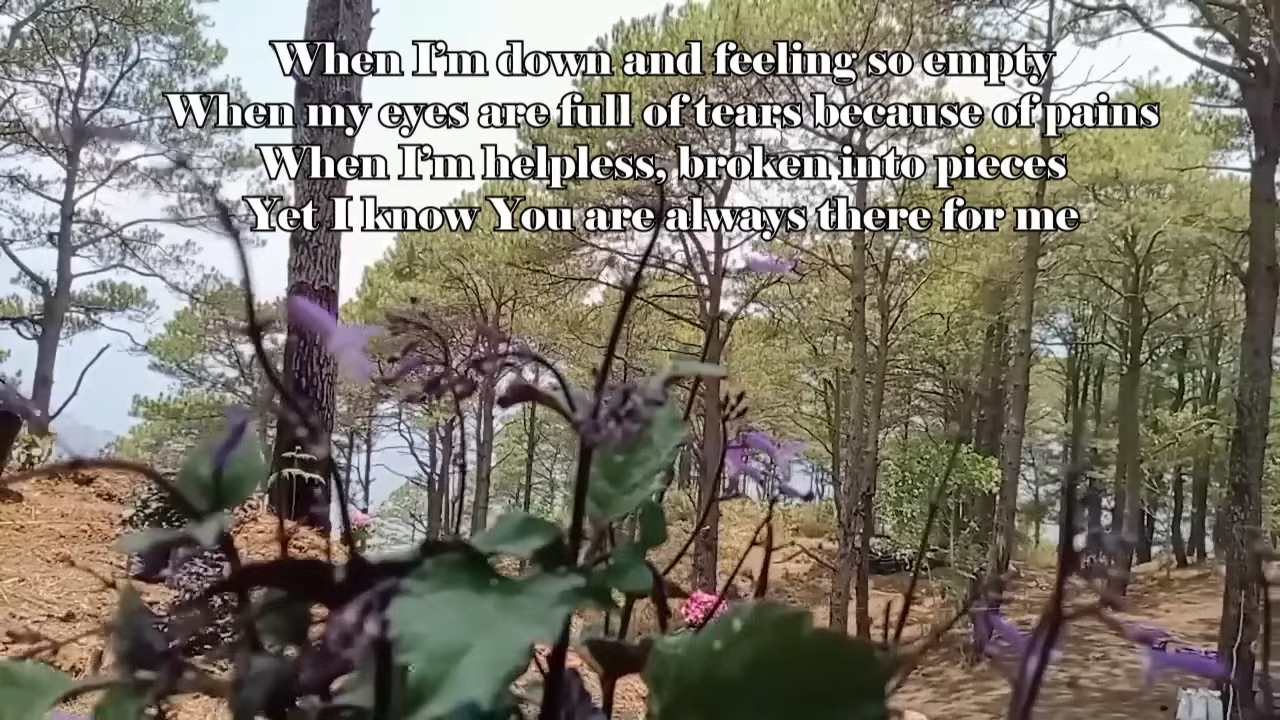 When I'm down and feeling so empty
When my eyes are full of tears because of pains
When I'm helpless, broken into pieces
Yet I know You are always there for me